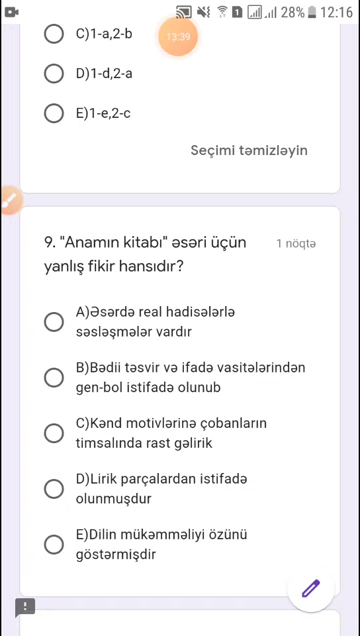 28% 12:16
C)1-a,2-b
13:39
D)1-d,2-a
E)1-e,2-c
Seçimi təmizləyin
9. "Anamın kitabı" əsəri üçün
yanlış fikir hansıdır?
1 nöqtə
A)Əsərdə real hadisələrlə
səsləşmələr vardır
B)Bədii təsvir və ifadə vasitələrindən
gen-bol istifadə olunub
C)Kənd motivlərinə çobanların
timsalında rast gəlirik
D)Lirik parçalardan istifadə
olunmuşdur
E)Dilin mükəmməliyi özünü
göstərmişdir